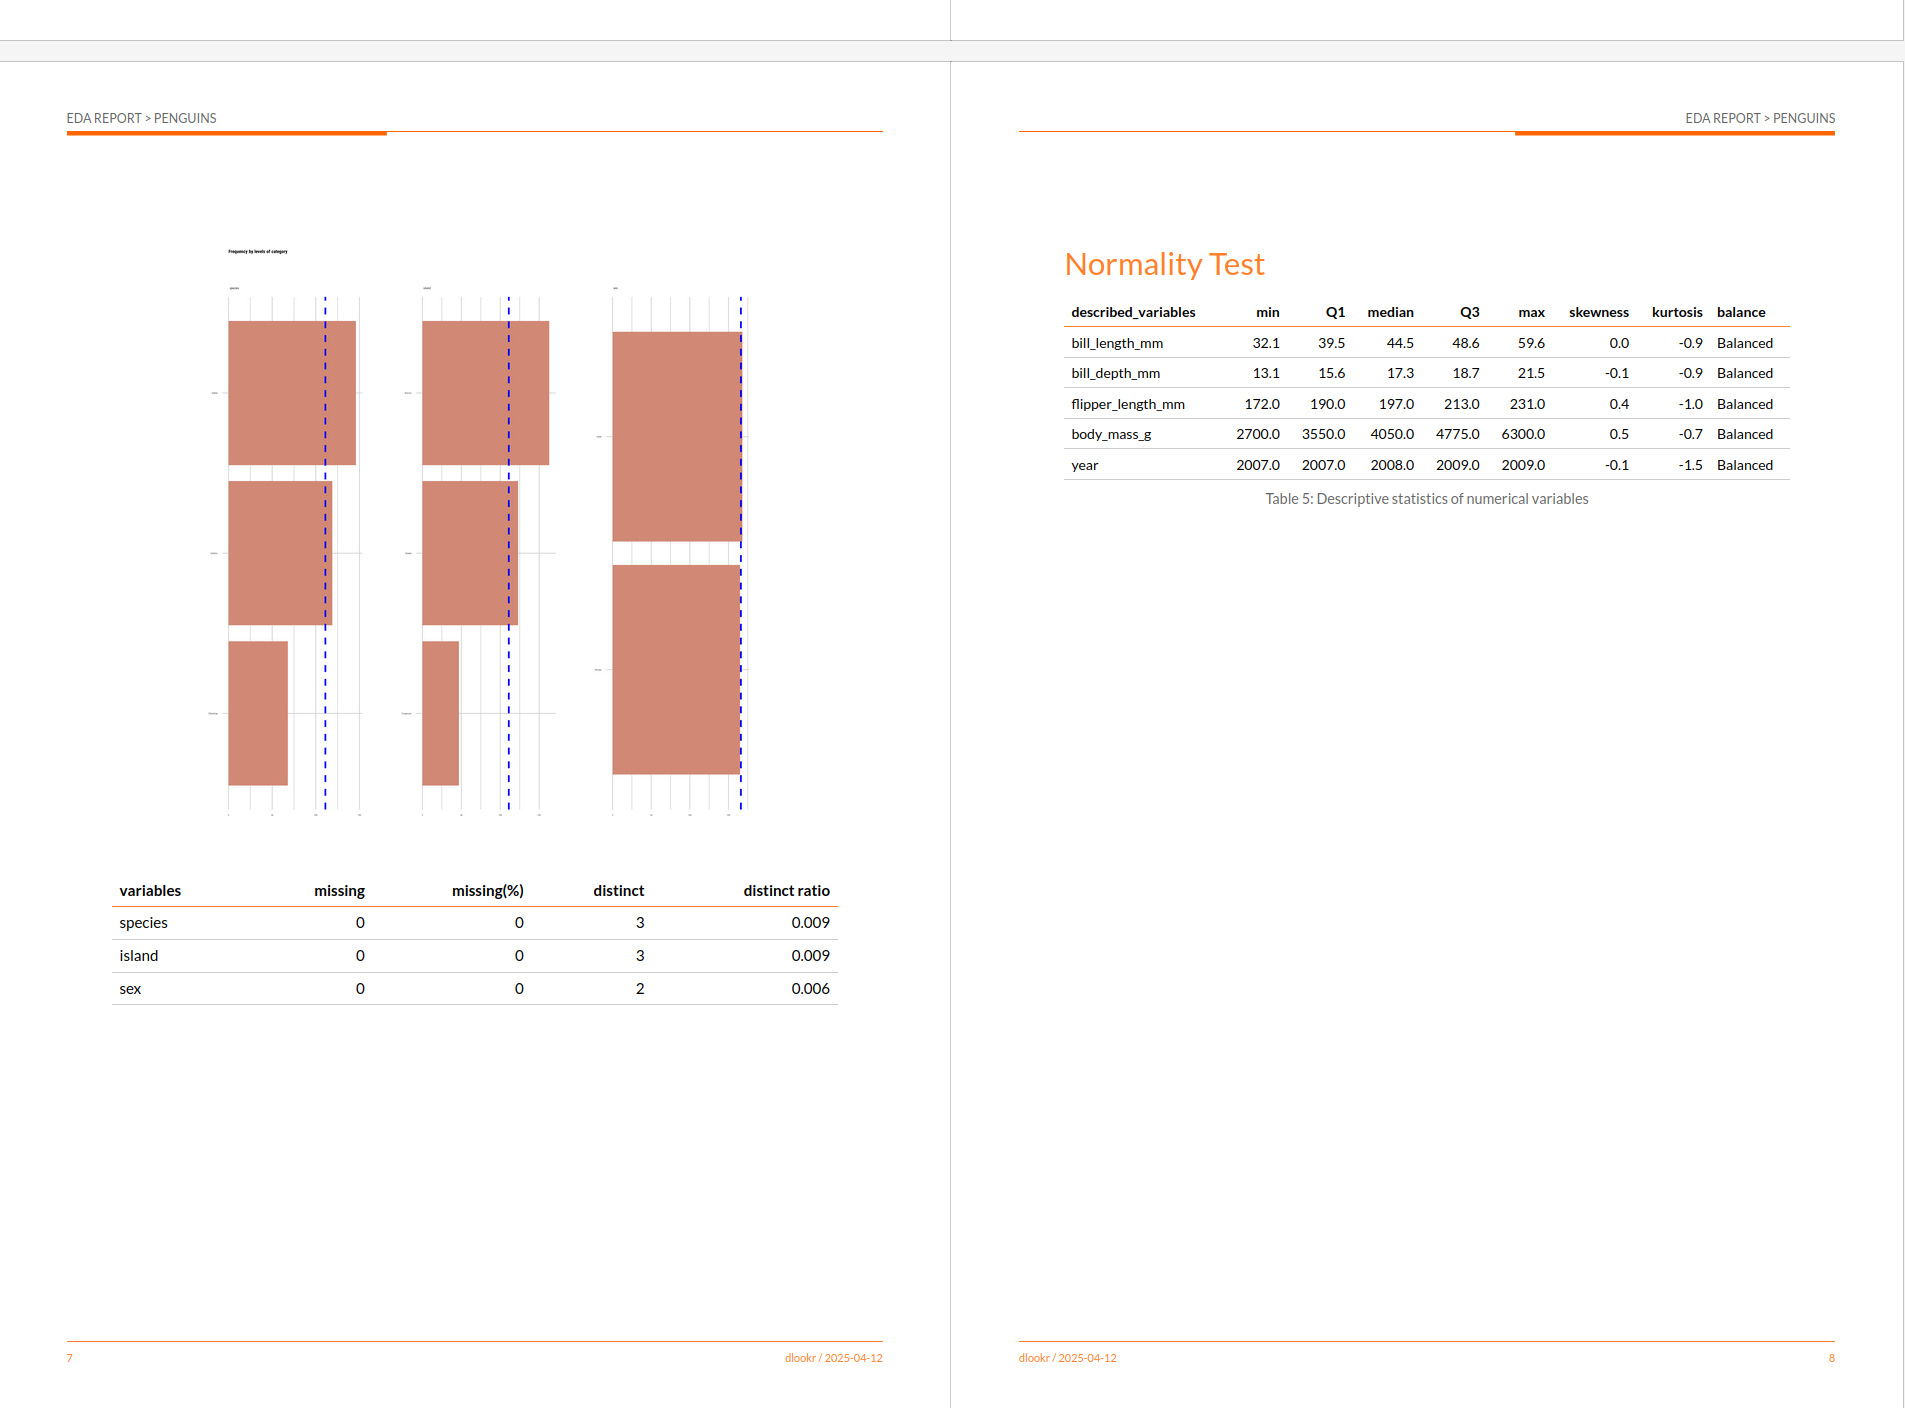 EDA REPORT > PENGUINS
Frequency by levels of category
variables missing missing(%) distinct distinct ratio
species 0 0 3 0.009
island 0 0 3 0.009
sex 0 0 2 0.006
7 dlookr / 2025-04-12
EDA REPORT > PENGUINS
Normality Test
described_variables min Q1 median Q3 max skewness kurtosis balance
bill_length_mm 32.1 39.5 44.5 48.6 59.6 0.0 -0.9 Balanced
bill_depth_mm 13.1 15.6 17.3 18.7 21.5 -0.1 -0.9 Balanced
flipper_length_mm 172.0 190.0 197.0 213.0 231.0 0.4 -1.0 Balanced
body_mass_g 2700.0 3550.0 4050.0 4775.0 6300.0 0.5 -0.7 Balanced
year 2007.0 2007.0 2008.0 2009.0 2009.0 -0.1 -1.5 Balanced
Table 5: Descriptive statistics of numerical variables
dlookr / 2025-04-12 8